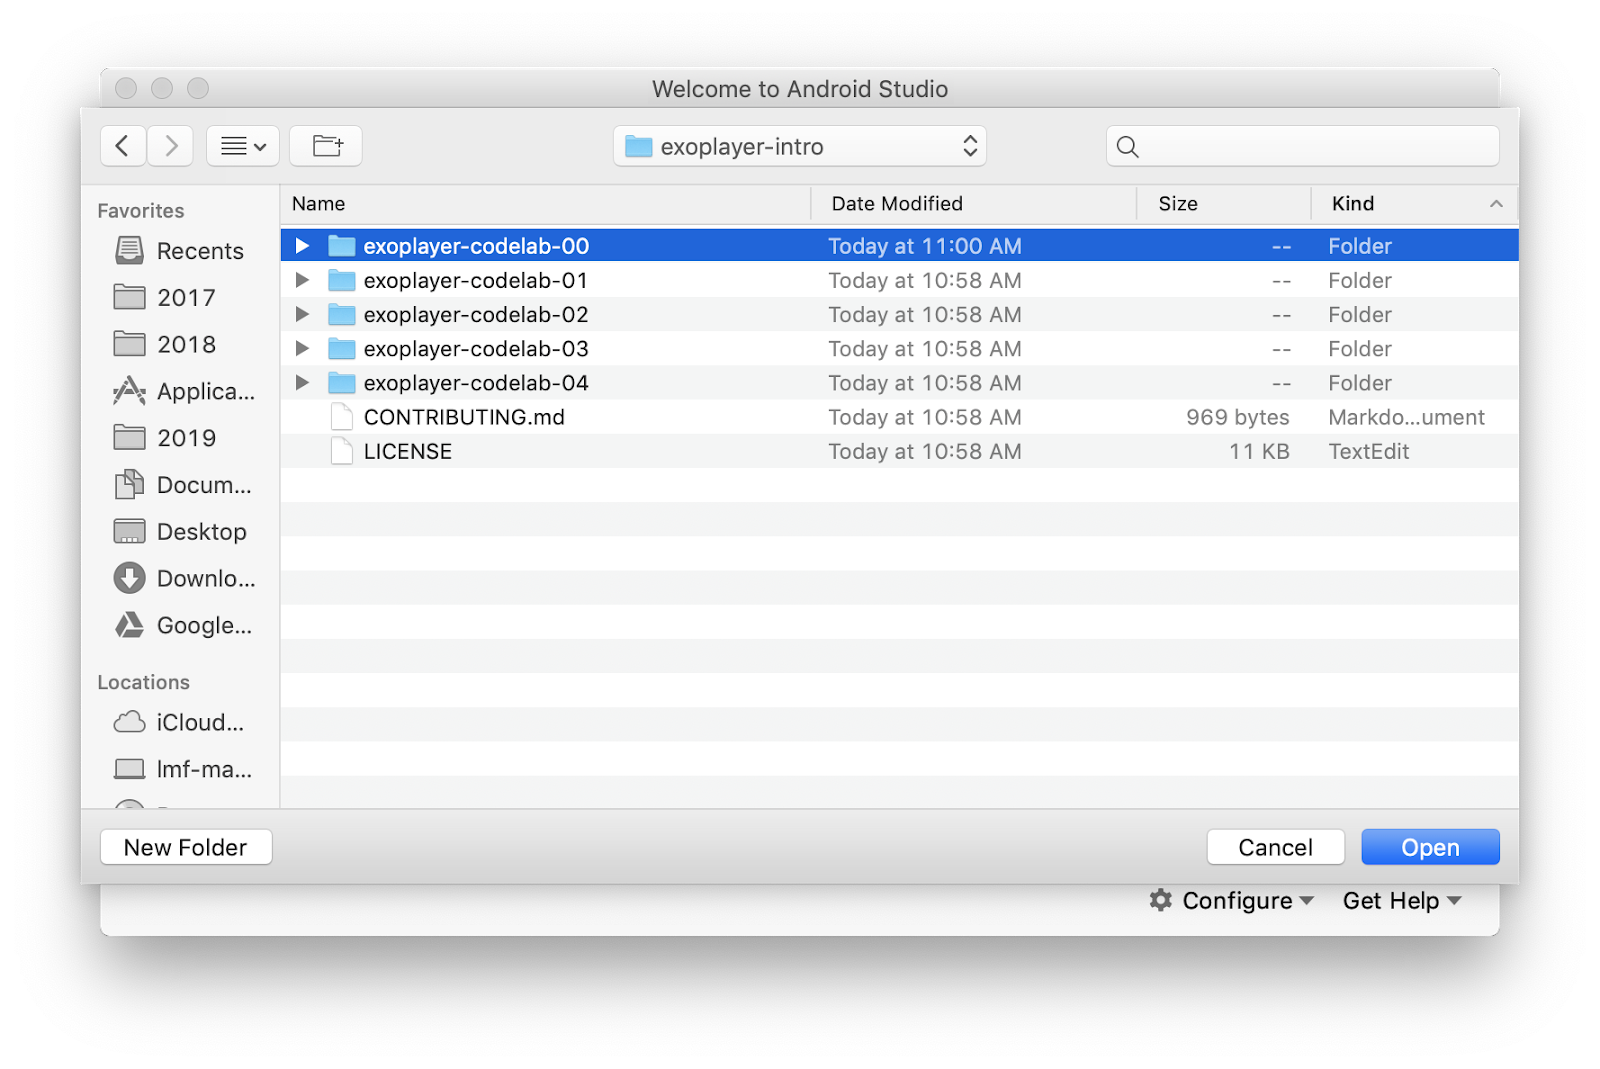 Welcome to Android Studio
exoplayer-intro
Favorites
Recents
2017
2018
Applica...
2019
Docum...
Desktop
Downlo...
Google...
Locations
iCloud...
lmf-ma...
Name Date Modified Size Kind
exoplayer-codelab-00 Today at 11:00 AM -- Folder
exoplayer-codelab-01 Today at 10:58 AM -- Folder
exoplayer-codelab-02 Today at 10:58 AM -- Folder
exoplayer-codelab-03 Today at 10:58 AM -- Folder
exoplayer-codelab-04 Today at 10:58 AM -- Folder
CONTRIBUTING.md Today at 10:58 AM 969 bytes Markdo...ument
LICENSE Today at 10:58 AM 11 KB TextEdit
New Folder Cancel Open
Configure Get Help